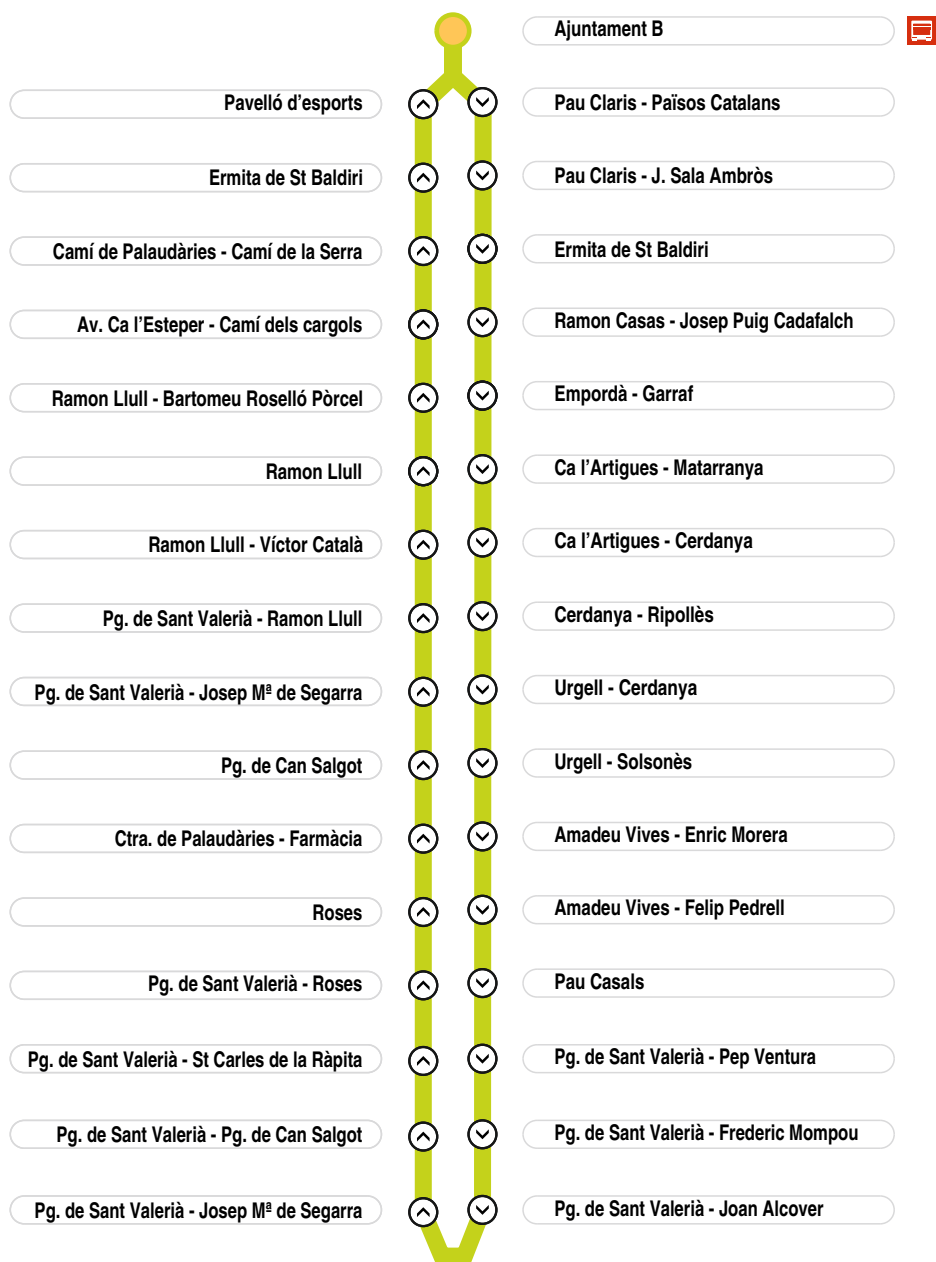 Ajuntament B
Pavelló d’esports
Pau Claris - Països Catalans
Ermita de St Baldiri
Pau Claris - J. Sala Ambròs
Camí de Palaudàries - Camí de la Serra
Ermita de St Baldiri
Av. Ca l’Esteper - Camí dels cargols
Ramon Casas - Josep Puig Cadafalch
Ramon Llull - Bartomeu Roselló Pòrcel
Empordà - Garraf
Ramon Llull
Ca l’Artigues - Matarranya
Ramon Llull - Víctor Català
Ca l’Artigues - Cerdanya
Pg. de Sant Valerià - Ramon Llull
Cerdanya - Ripollès
Pg. de Sant Valerià - Josep Mª de Segarra
Urgell - Cerdanya
Pg. de Can Salgot
Urgell - Solsonès
Ctra. de Palaudàries - Farmàcia
Amadeu Vives - Enric Morera
Roses
Amadeu Vives - Felip Pedrell
Pg. de Sant Valerià - Roses
Pau Casals
Pg. de Sant Valerià - St Carles de la Ràpita
Pg. de Sant Valerià - Pep Ventura
Pg. de Sant Valerià - Pg. de Can Salgot
Pg. de Sant Valerià - Frederic Mompou
Pg. de Sant Valerià - Josep Mª de Segarra
Pg. de Sant Valerià - Joan Alcover